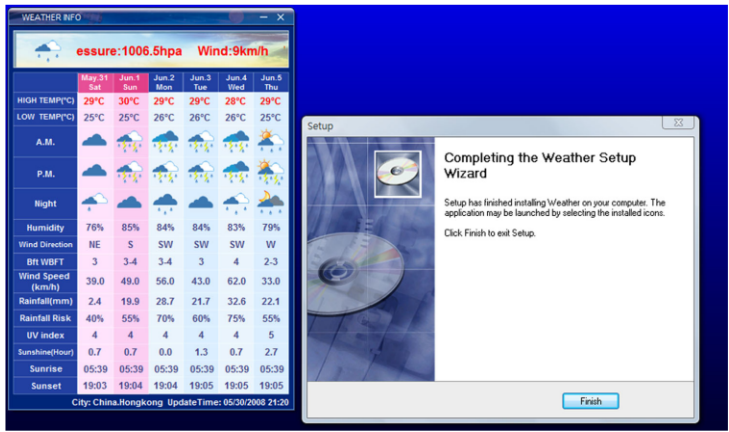 WEATHER INFO
essure:1006.5hpa Wind:9km/h
May.31 Jun.1 Jun.2 Jun.3 Jun.4 Jun.5
Sat Sun Mon Tue Wed Thu
HIGH TEMP(°C) 29°C 30°C 29°C 29°C 28°C 29°C
LOW TEMP(°C) 25°C 25°C 26°C 26°C 26°C 25°C
A.M.
P.M.
Night
Humidity 76% 85% 84% 84% 83% 79%
Wind Direction NE S SW SW SW W
Bft WBFT 3 3-4 3-4 3 4 2-3
Wind Speed
(km/h) 39.0 49.0 56.0 43.0 62.0 33.0
Rainfall(mm) 2.4 19.9 28.7 21.7 32.6 22.1
Rainfall Risk 40% 55% 70% 60% 75% 55%
UV index 4 4 4 4 4 5
Sunshine(Hour) 0.7 0.7 0.0 1.3 0.7 2.7
Sunrise 05:39 05:39 05:39 05:39 05:39 05:39
Sunset 19:03 19:04 19:04 19:05 19:05 19:05
City: China.Hongkong UpdateTime: 05/30/2008 21:20
Setup
Completing the Weather Setup
Wizard
Setup has finished installing Weather on your computer. The
application may be launched by selecting the installed icons.
Click Finish to exit Setup.
Finish